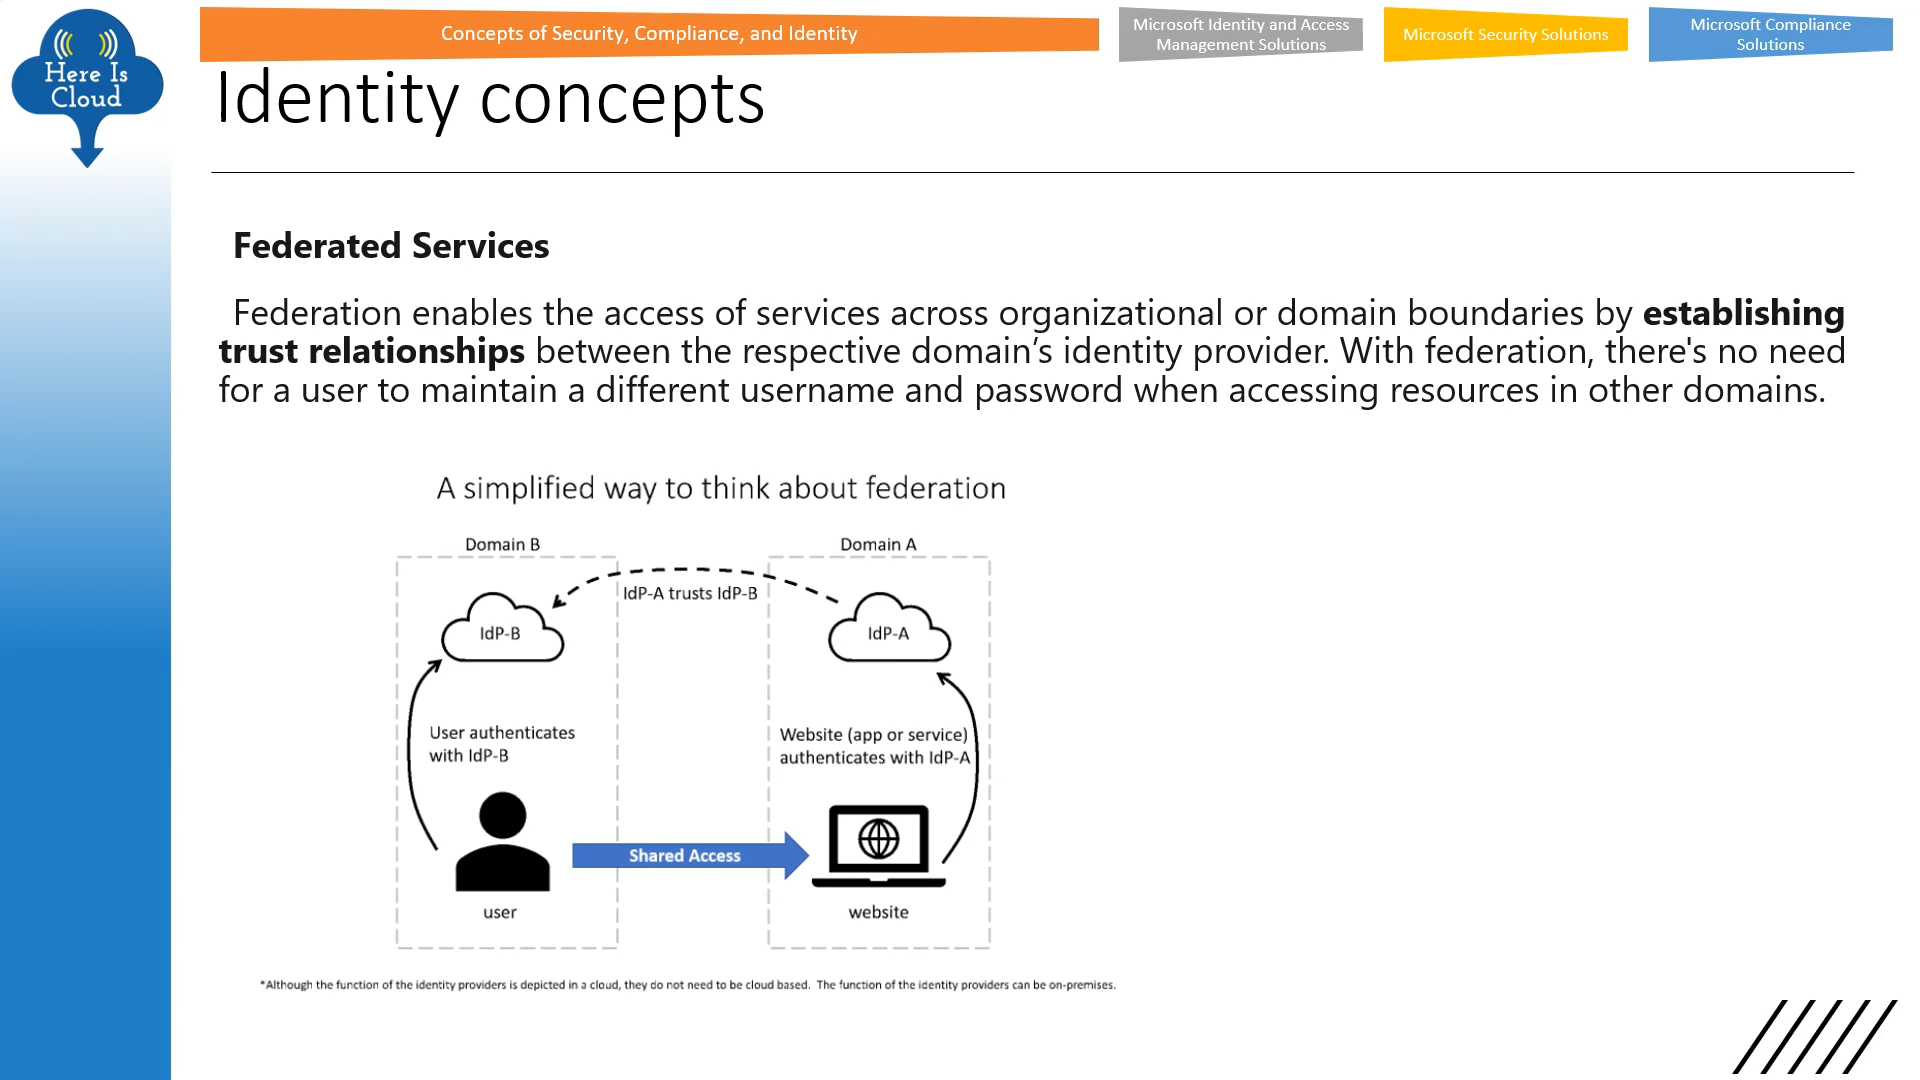 Here Is
Cloud
Concepts of Security, Compliance, and Identity
Microsoft Identity and Access
Management Solutions
Microsoft Security Solutions
Microsoft Compliance
Solutions
Identity concepts
Federated Services
Federation enables the access of services across organizational or domain boundaries by establishing
trust relationships between the respective domain’s identity provider. With federation, there's no need
for a user to maintain a different username and password when accessing resources in other domains.
A simplified way to think about federation
Domain B
Domain A
IdP-A trusts IdP-B
IdP-B
IdP-A
User authenticates
with IdP-B
Website (app or service)
authenticates with IdP-A
Shared Access
user
website
*Although the function of the identity providers is depicted in a cloud, they do not need to be cloud based. The function of the identity providers can be on-premises.